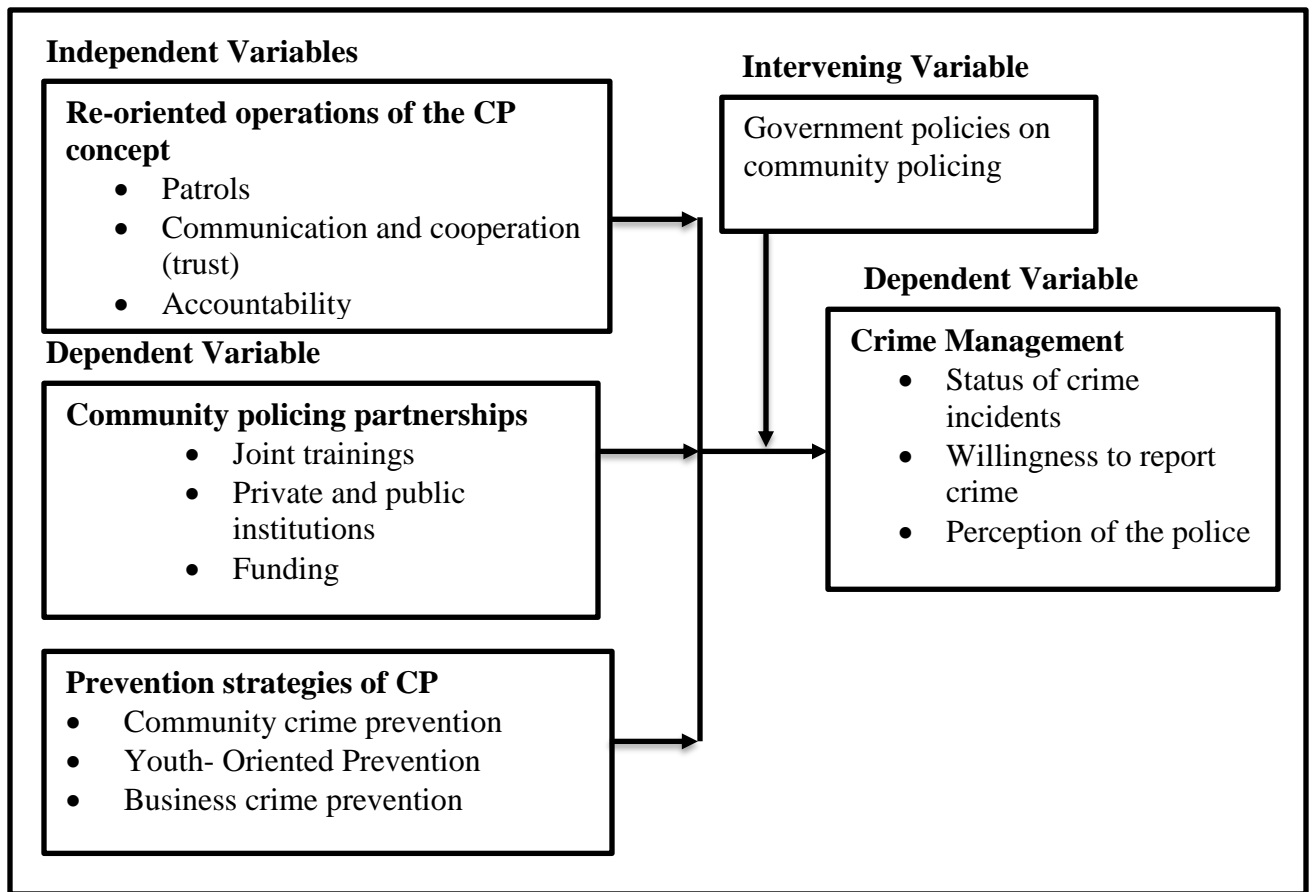 Independent Variables
Re-oriented operations of the CP
concept
• Patrols
• Communication and cooperation
(trust)
• Accountability
Dependent Variable
Community policing partnerships
• Joint trainings
• Private and public
institutions
• Funding
Prevention strategies of CP
• Community crime prevention
• Youth- Oriented Prevention
• Business crime prevention
Intervening Variable
Government policies on
community policing
Dependent Variable
Crime Management
• Status of crime
incidents
• Willingness to report
crime
• Perception of the police